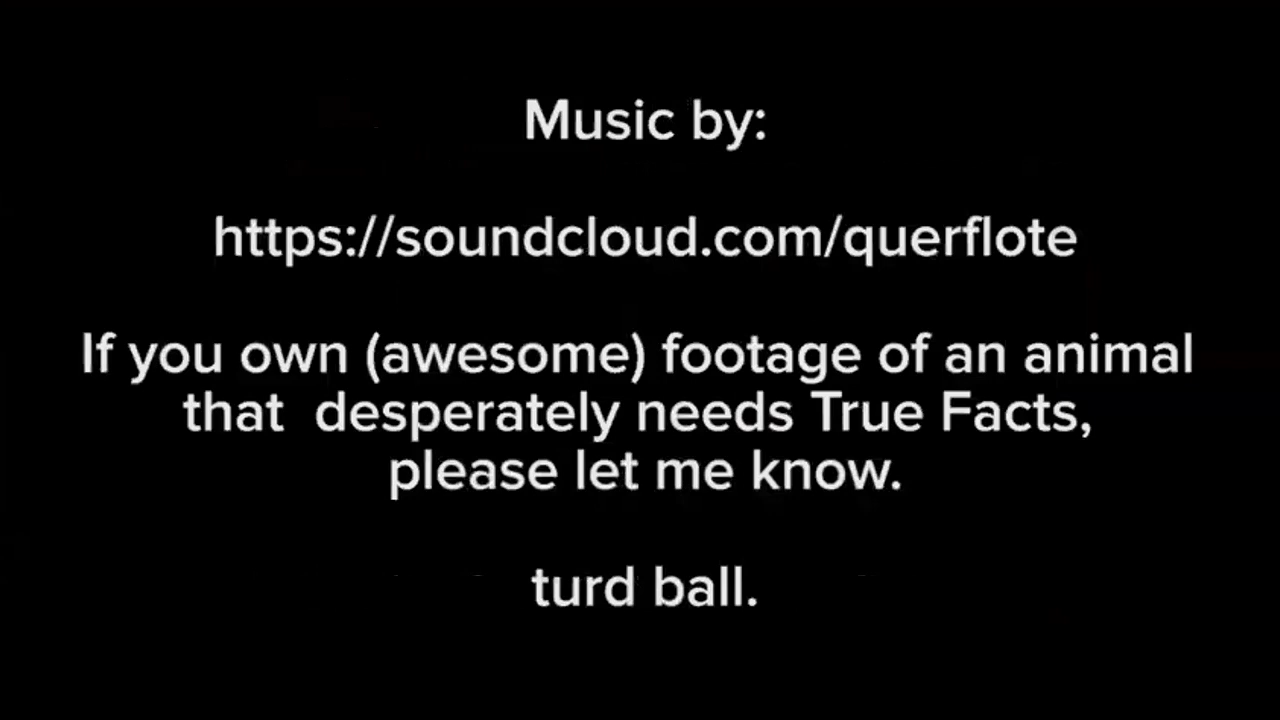 Music by:
https://soundcloud.com/querflote
If you own (awesome) footage of an animal
that  desperately needs True Facts,
please let me know.
turd ball.